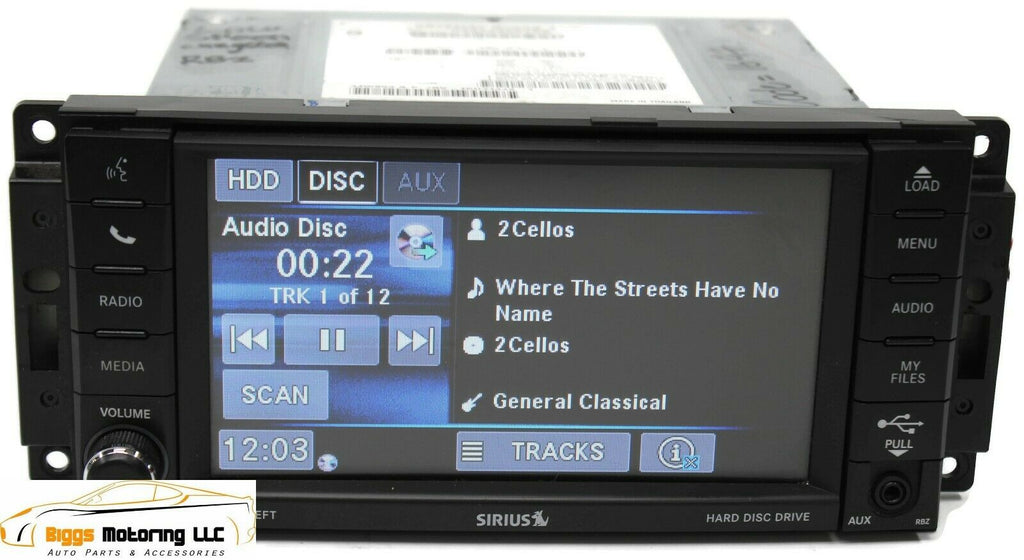 RBZ
MADE IN THAILAND
HDD
DISC
AUX
Audio Disc
00:22
TRK 1 of 12
SCAN
12:03
2Cellos
Where The Streets Have No
Name
2Cellos
General Classical
TRACKS
i
RADIO
MEDIA
VOLUME
LOAD
MENU
AUDIO
MY
FILES
PULL
AUX
RBZ
EFT
SIRIUS
HARD DISC DRIVE
Biggs Motoring LLC
Auto Parts & Accessories